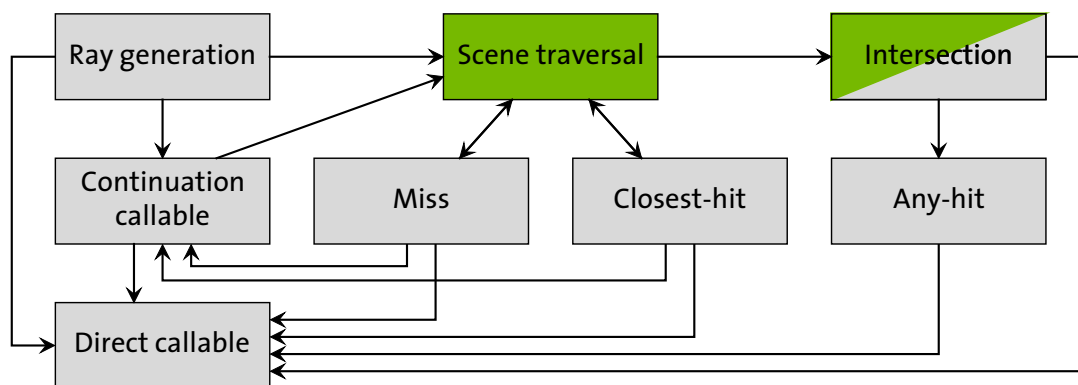 Ray generation
Scene traversal
Intersection
Continuation
callable
Miss
Closest-hit
Any-hit
Direct callable